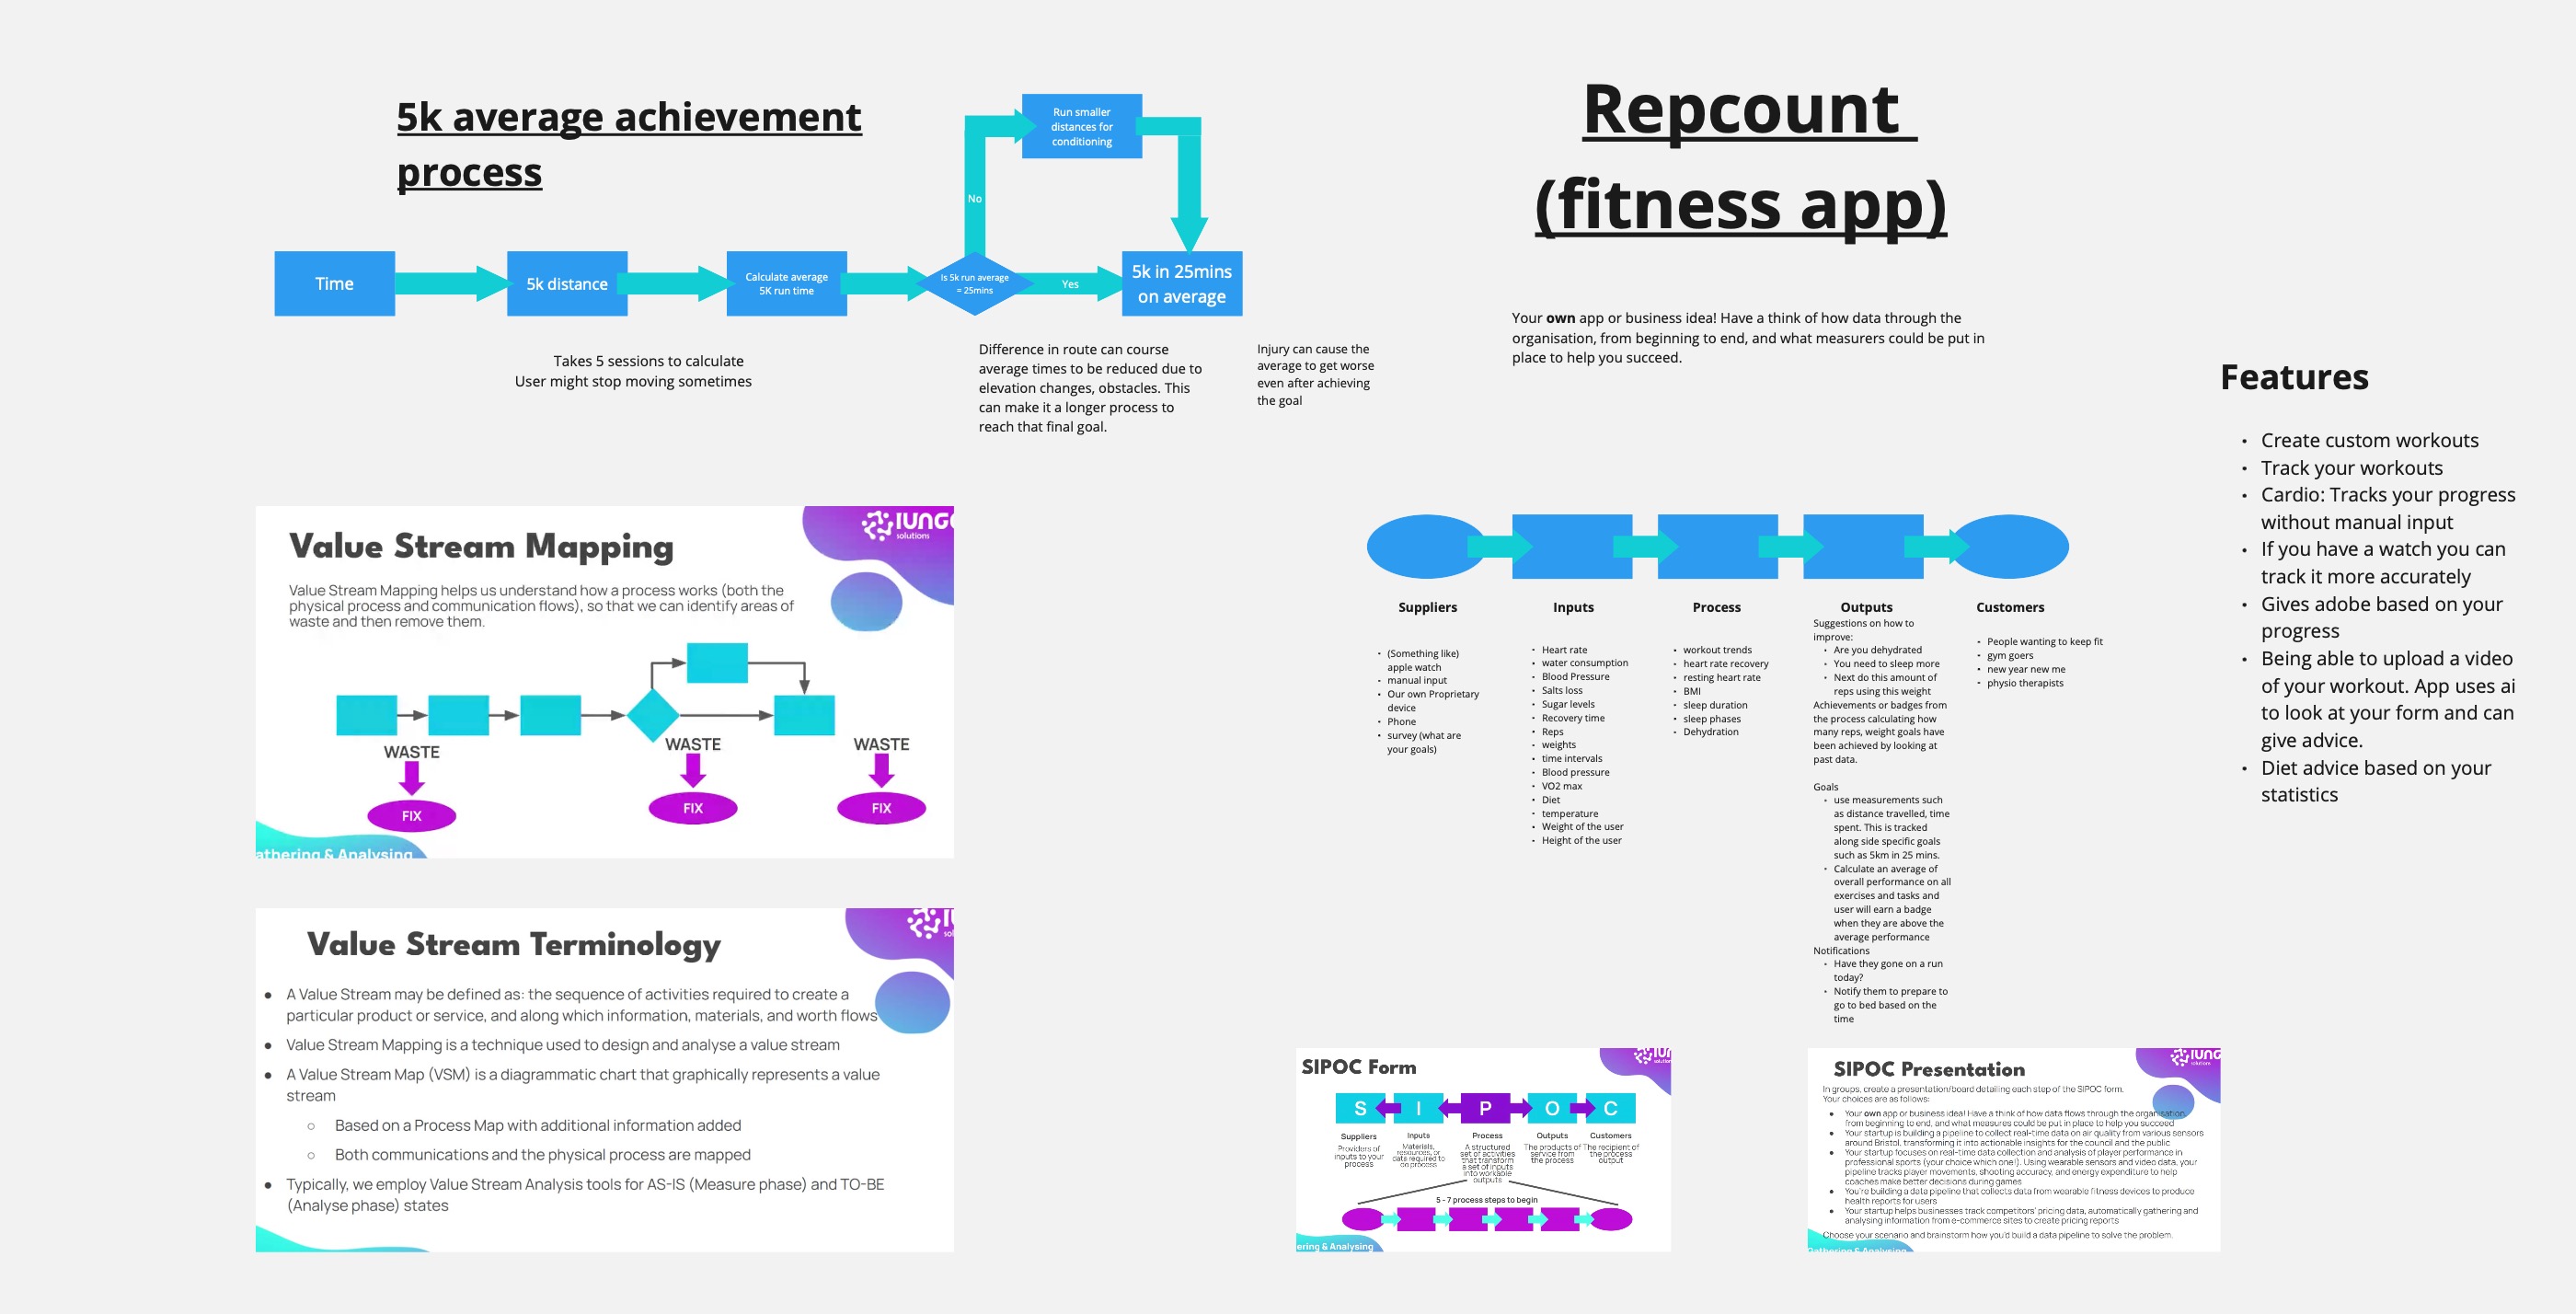 5k average achievement
process
Time
5k distance
Calculate average
5K run time
Is 5k run average
= 25mins
No
Run smaller
distances for
conditioning
Yes
5k in 25mins
on average
Takes 5 sessions to calculate
User might stop moving sometimes
Difference in route can course
average times to be reduced due to
elevation changes, obstacles. This
can make it a longer process to
reach that final goal.
Injury can cause the
average to get worse
even after achieving
the goal
Value Stream Mapping
IUNG
solutions
Value Stream Mapping helps us understand how a process works (both the
physical process and communication flows), so that we can identify areas of
waste and then remove them.
WASTE
FIX
WASTE
FIX
WASTE
FIX
athering & Analysing
Value Stream Terminology
sol
● A Value Stream may be defined as: the sequence of activities required to create a
particular product or service, and along which information, materials, and worth flows
● Value Stream Mapping is a technique used to design and analyse a value stream
● A Value Stream Map (VSM) is a diagrammatic chart that graphically represents a value
stream
○ Based on a Process Map with additional information added
○ Both communications and the physical process are mapped
● Typically, we employ Value Stream Analysis tools for AS-IS (Measure phase) and TO-BE
(Analyse phase) states
Repcount
(fitness app)
Your own app or business idea! Have a think of how data through the
organisation, from beginning to end, and what measurers could be put in
place to help you succeed.
Suppliers
• (Something like)
apple watch
• manual input
• Our own Proprietary
device
• Phone
• survey (what are
your goals)
Inputs
• Heart rate
• water consumption
• Blood Pressure
• Salts loss
• Sugar levels
• Recovery time
• Reps
• weights
• time intervals
• Blood pressure
• VO2 max
• Diet
• temperature
• Weight of the user
• Height of the user
Process
• workout trends
• heart rate recovery
• resting heart rate
• BMI
• sleep duration
• sleep phases
• Dehydration
Outputs
Suggestions on how to
improve:
• Are you dehydrated
• You need to sleep more
• Next do this amount of
reps using this weight
Achievements or badges from
the process calculating how
many reps, weight goals have
been achieved by looking at
past data.
Goals
• use measurements such
as distance travelled, time
spent. This is tracked
along side specific goals
such as 5km in 25 mins.
• Calculate an average of
overall performance on all
exercises and tasks and
user will earn a badge
when they are above the
average performance
Notifications
• Have they gone on a run
today?
• Notify them to prepare to
go to bed based on the
time
Customers
• People wanting to keep fit
• gym goers
• new year new me
• physio therapists
Features
• Create custom workouts
• Track your workouts
• Cardio: Tracks your progress
without manual input
• If you have a watch you can
track it more accurately
• Gives adobe based on your
progress
• Being able to upload a video
of your workout. App uses ai
to look at your form and can
give advice.
• Diet advice based on your
statistics
SIPOC Form
S
I
P
O
C
Suppliers
Providers of
inputs to your
process
Inputs
Materials,
resources, or
data required to
do process
Process
A structured
set of activities
that transform
a set of inputs
into workable
outputs
Outputs
The products of
service from
the process
Customers
The recipient of
the process
output
5 - 7 process steps to begin
ering & Analysing
SIPOC Presentation
IUNG
In groups, create a presentation/board detailing each step of the SIPOC form.
Your choices are as follows:
● Your own app or business idea! Have a think of how data flows through the organisation,
from beginning to end, and what measures could be put in place to help you succeed
● Your startup is building a pipeline to collect real-time data on air quality from various sensors
around Bristol, transforming it into actionable insights for the council and the public
● Your startup focuses on real-time data collection and analysis of player performance in
professional sports (your choice which one!). Using wearable sensors and video data, your
pipeline tracks player movements, shooting accuracy, and energy expenditure to help
coaches make better decisions during games
● You're building a data pipeline that collects data from wearable fitness devices to produce
health reports for users
● Your startup helps businesses track competitors' pricing data, automatically gathering and
analysing information from e-commerce sites to create pricing reports
Choose your scenario and brainstorm how you'd build a data pipeline to solve the problem.
Gathering & Analysing